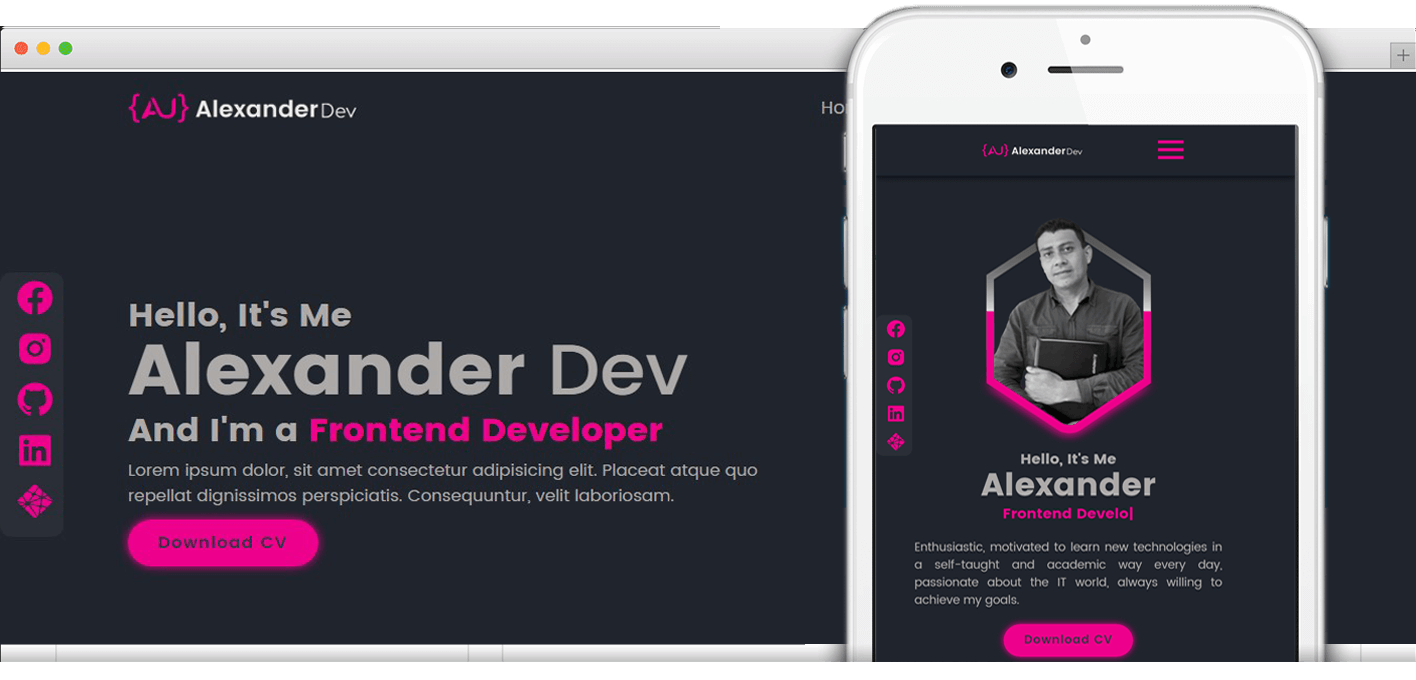 {AJ} AlexanderDev
Hello, It's Me
Alexander Dev
And I'm a Frontend Developer
Lorem ipsum dolor, sit amet consectetur adipisicing elit. Placeat atque quo
repellat dignissimos perspiciatis. Consequuntur, velit laboriosam.
Download CV
{AJ} AlexanderDev
Hello, It's Me
Alexander
Frontend Develo|
Enthusiastic, motivated to learn new technologies in
a self-taught and academic way every day,
passionate about the IT world, always willing to
achieve my goals.
Download CV